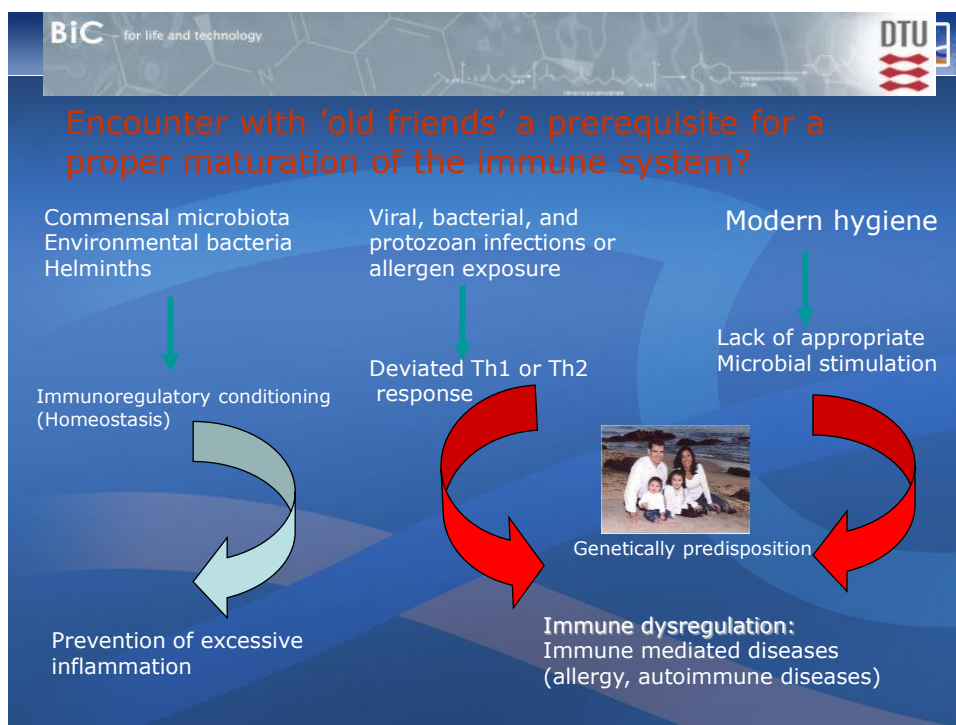 BiC – for life and technology
DTU
Encounter with ’old friends’ a prerequisite for a
proper maturation of the immune system?
Commensal microbiota
Environmental bacteria
Helminths
Viral, bacterial, and
protozoan infections or
allergen exposure
Modern hygiene
Lack of appropriate
Microbial stimulation
Deviated Th1 or Th2
response
Immunoregulatory conditioning
(Homeostasis)
Genetically predisposition
Prevention of excessive
inflammation
Immune dysregulation:
Immune mediated diseases
(allergy, autoimmune diseases)